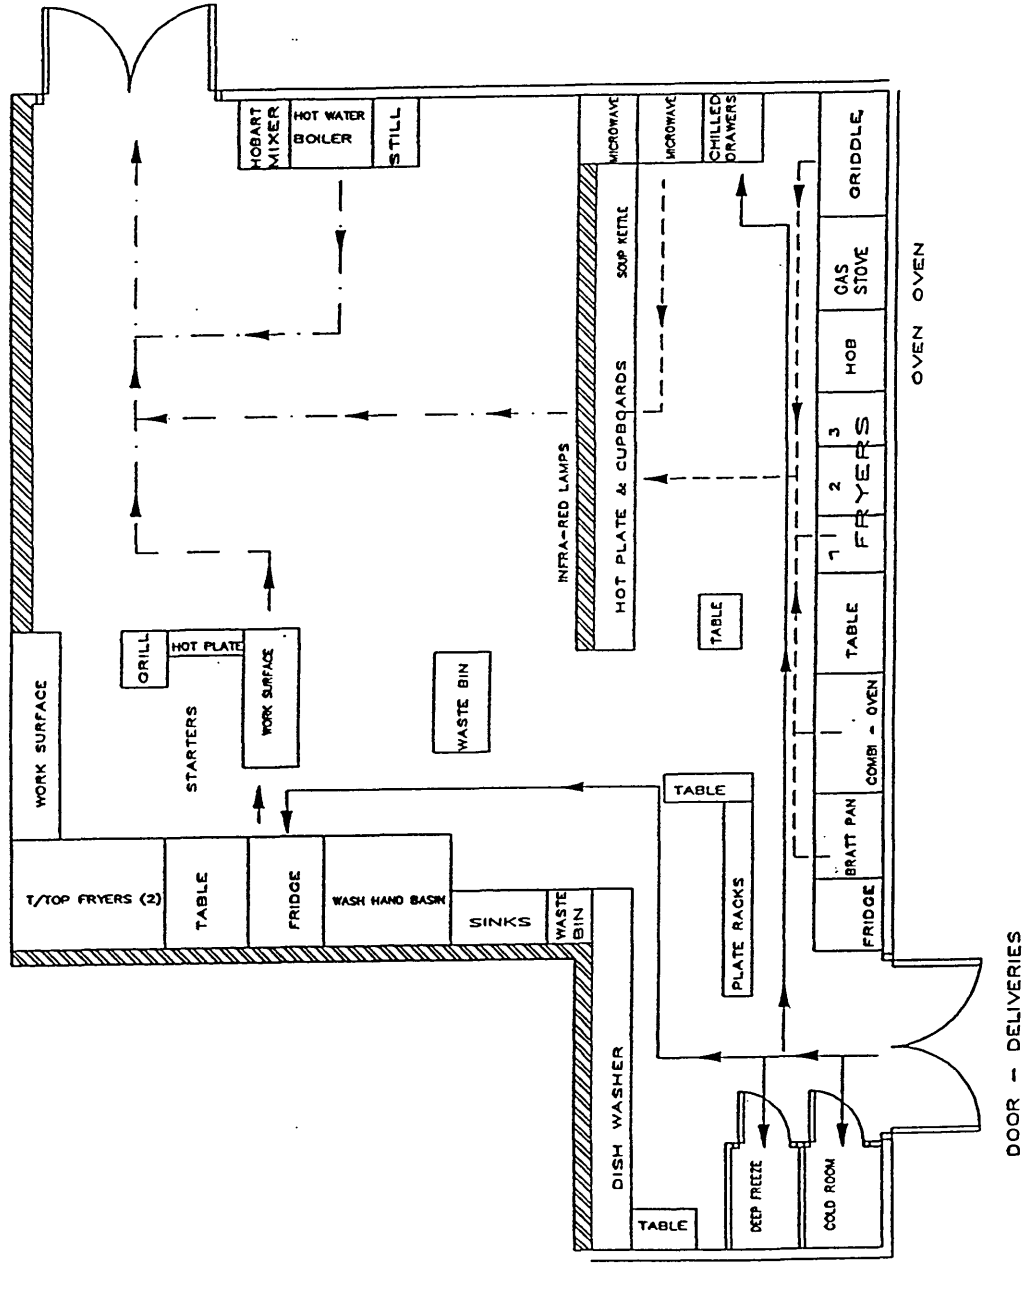 HOBART
MIXER
HOT WATER
BOILER
STILL
MICROWAVE
MICROWAVE
CHILLED
DRAWERS
GRIDDLE
SOUP KETTLE
GAS
STOVE
OVEN OVEN
HOB
HOT PLATE & CUPBOARDS
INFRA-RED LAMPS
3
2
1
FRYERS
GRILL
HOT PLATE
WORK SURFACE
WORK SURFACE
STARTERS
WASTE BIN
TABLE
TABLE
COMBI - OVEN
TABLE
BRATT PAN
T/TOP FRYERS (2)
TABLE
FRIDGE
WASH HAND BASIN
SINKS
WASTE
BIN
PLATE RACKS
FRIDGE
DISH WASHER
TABLE
DEEP FREEZE
COLD ROOM
DOOR - DELIVERIES